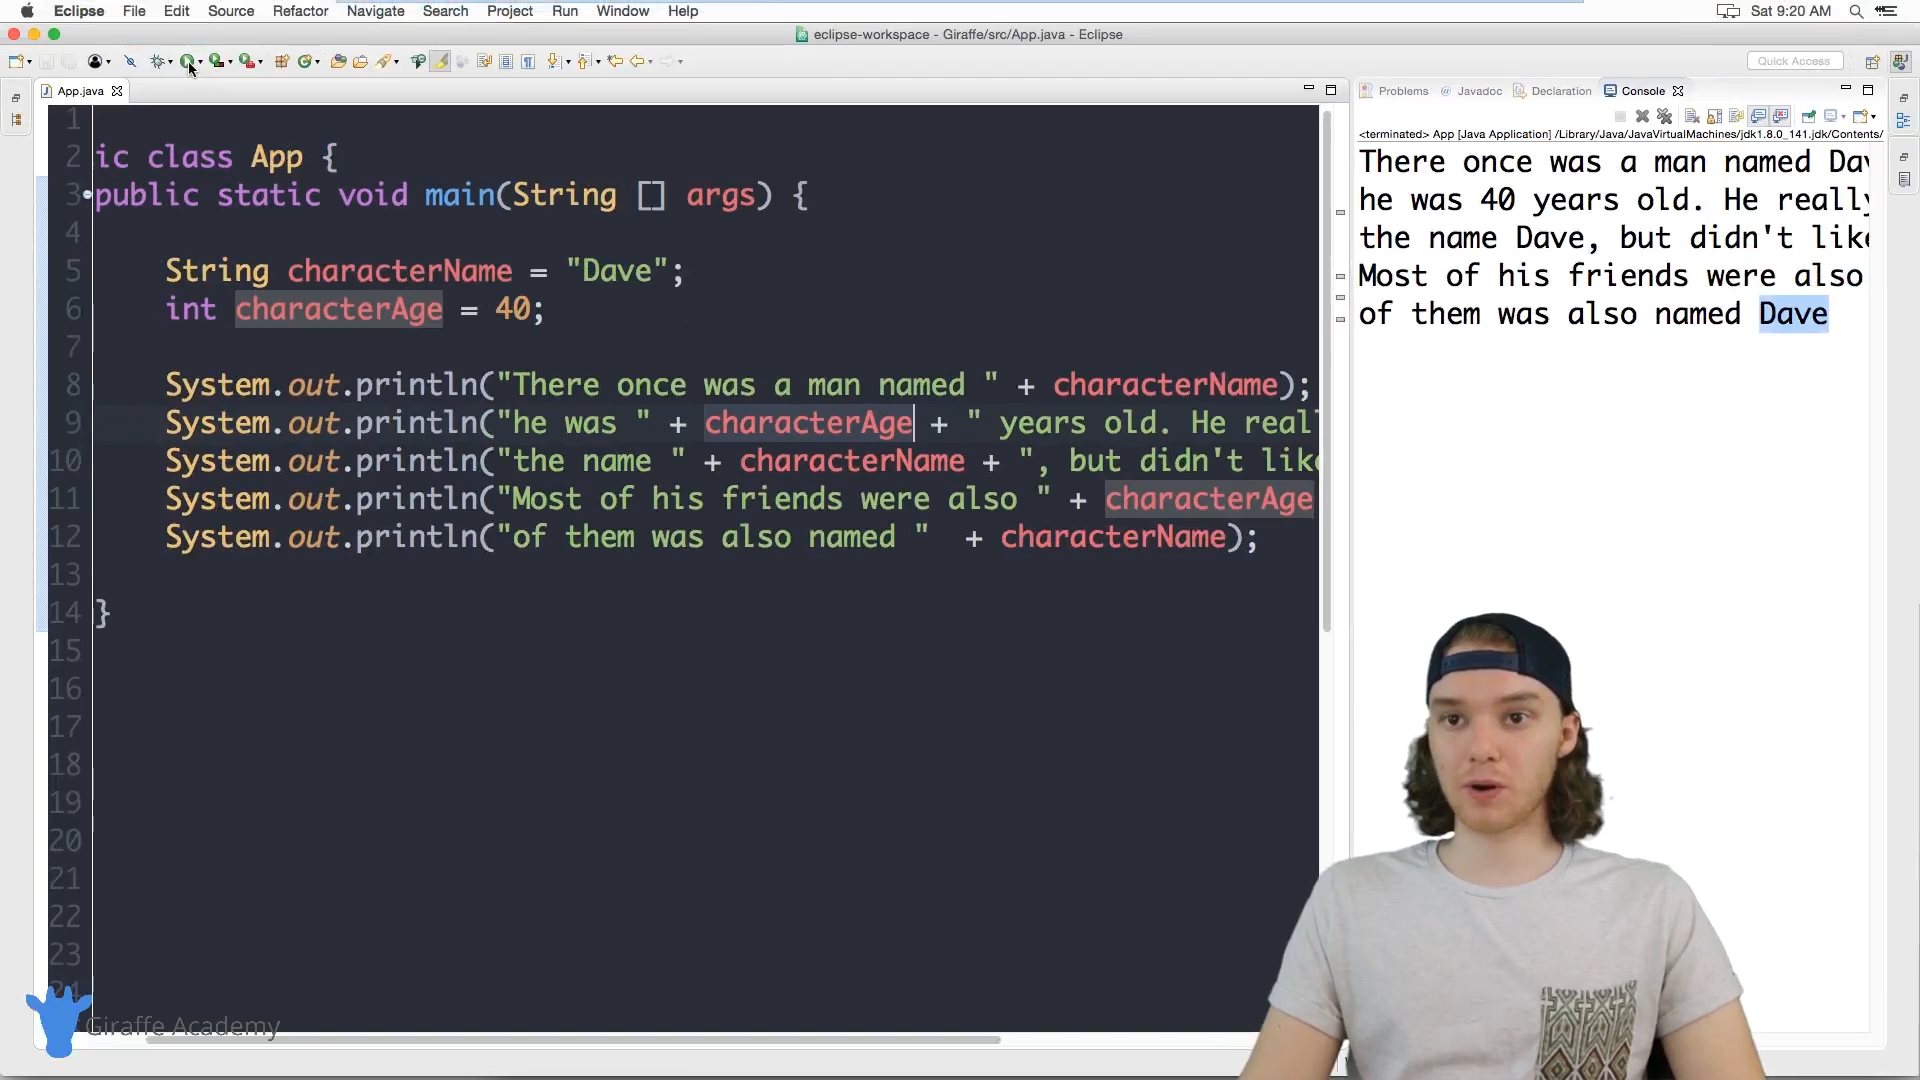 Eclipse File Edit Source Refactor Navigate Search Project Run Window Help Sat 9:20 AM
eclipse-workspace - Giraffe/src/App.java - Eclipse
Quick Access
App.java
Problems @ Javadoc Declaration Console
<terminated> App [Java Application] /Library/Java/JavaVirtualMachines/jdk1.8.0_141.jdk/Contents/
1
2 ic class App {
3 public static void main(String [] args) {
4
5 String characterName = "Dave";
6 int characterAge = 40;
7
8 System.out.println("There once was a man named " + characterName);
9 System.out.println("he was " + characterAge + " years old. He real
10 System.out.println("the name " + characterName + ", but didn't lik
11 System.out.println("Most of his friends were also " + characterAge
12 System.out.println("of them was also named "  + characterName);
13
14 }
15
16
17
18
19
20
21
22
23
24
There once was a man named Dav
he was 40 years old. He really
the name Dave, but didn't like
Most of his friends were also
of them was also named Dave
Giraffe Academy